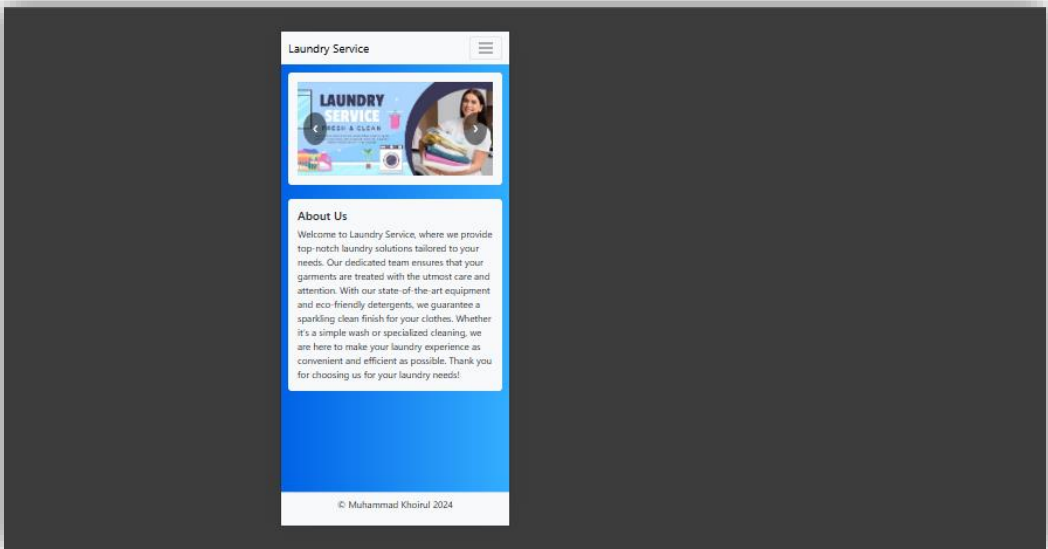 Laundry Service
LAUNDRY
SERVICE
FRESH & CLEAN
About Us
Welcome to Laundry Service, where we provide
top-notch laundry solutions tailored to your
needs. Our dedicated team ensures that your
garments are treated with the utmost care and
attention. With our state-of-the-art equipment
and eco-friendly detergents, we guarantee a
sparkling clean finish for your clothes. Whether
it's a simple wash or specialized cleaning, we
are here to make your laundry experience as
convenient and efficient as possible. Thank you
for choosing us for your laundry needs!
© Muhammad Khoirul 2024